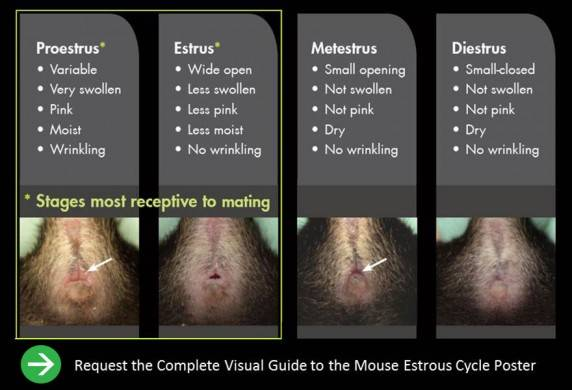 Proestrus*
• Variable
• Very swollen
• Pink
• Moist
• Wrinkling
Estrus*
• Wide open
• Less swollen
• Less pink
• Less moist
• No wrinkling
Metestrus
• Small opening
• Not swollen
• Not pink
• Dry
• No wrinkling
Diestrus
• Small-closed
• Not swollen
• Not pink
• Dry
• No wrinkling
* Stages most receptive to mating
Request the Complete Visual Guide to the Mouse Estrous Cycle Poster